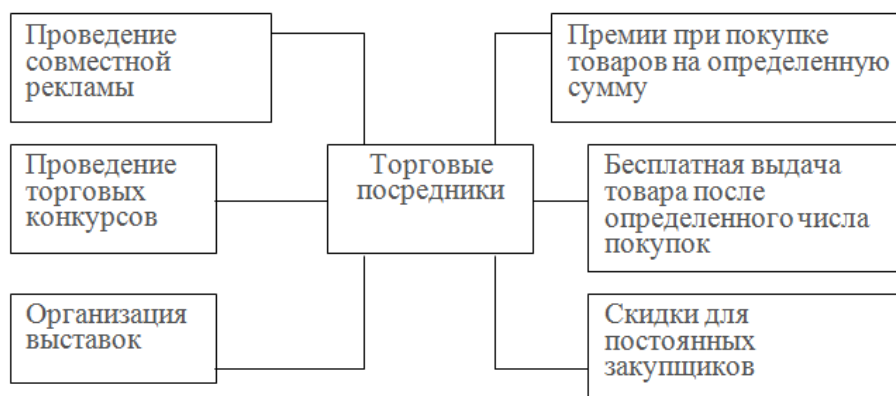 Проведение
совместной
рекламы
Премии при покупке
товаров на определенную
сумму
Проведение
торговых
конкурсов
Торговые
посредники
Бесплатная выдача
товара после
определенного числа
покупок
Организация
выставок
Скидки для
постоянных
закупщиков